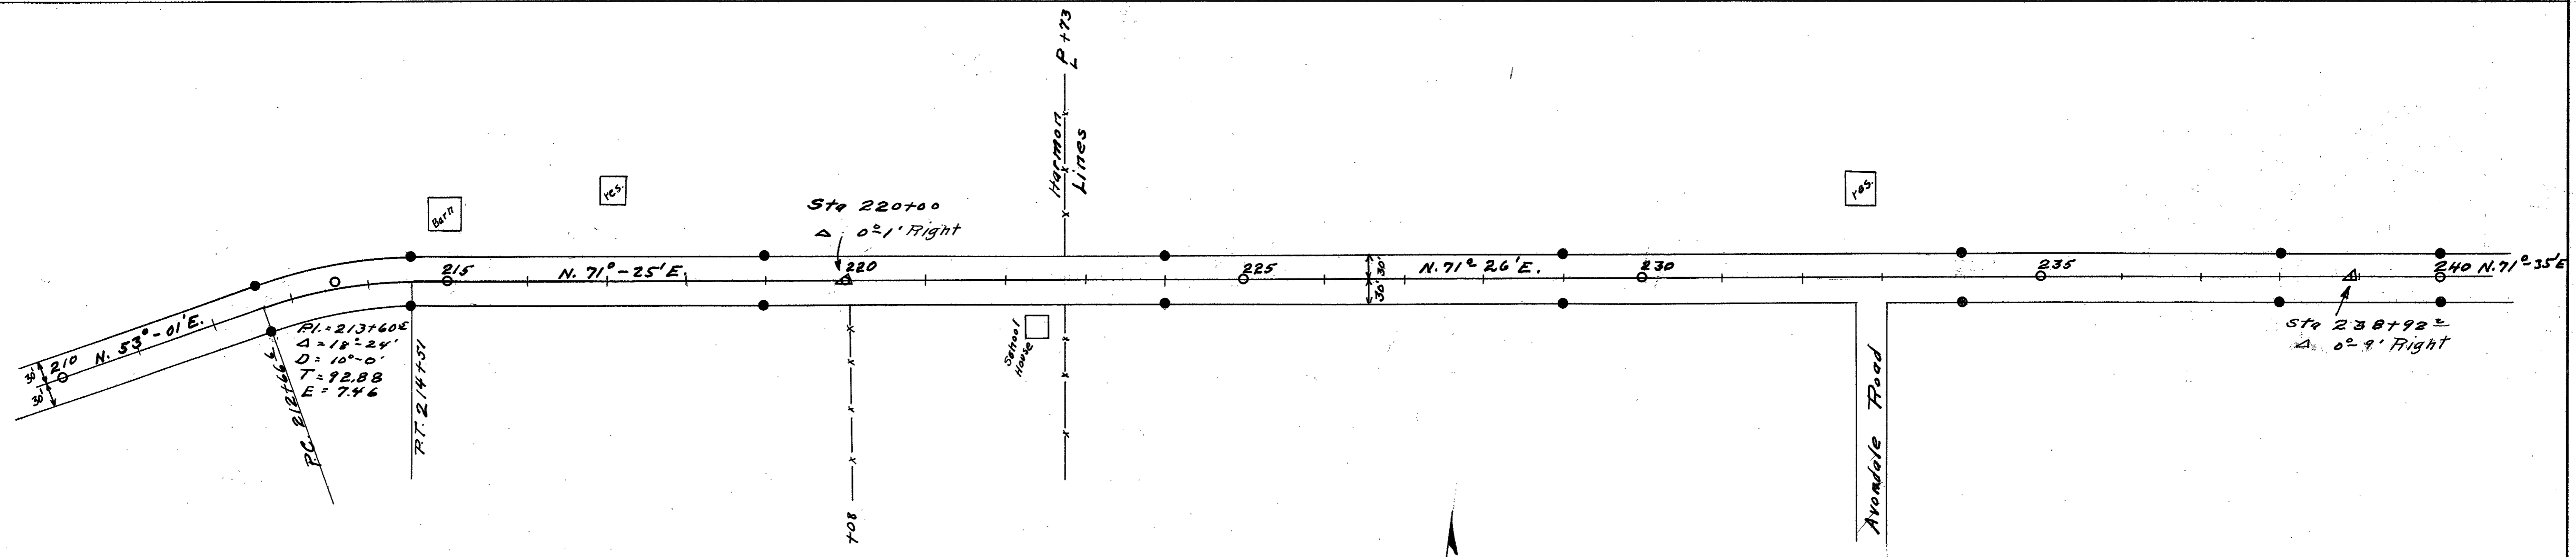 P L +73
Harmon
Lines
Barn
res.
Sta 220+00
Δ 0°-1' Right
res.
210
N. 53°-01'E.
30'
30'
215
N. 71°-25'E.
220
225
30'
30'
N. 71° 26'E.
230
235
240
N. 71°-35'E
P.I. = 213+60
Δ = 18°-24'
D = 10°-0'
T = 92.88
E = 7.46
P.C. 212+66.6
P.T. 214+51
+08
School
House
Avondale Road
Sta 238+92
Δ 0°-9' Right